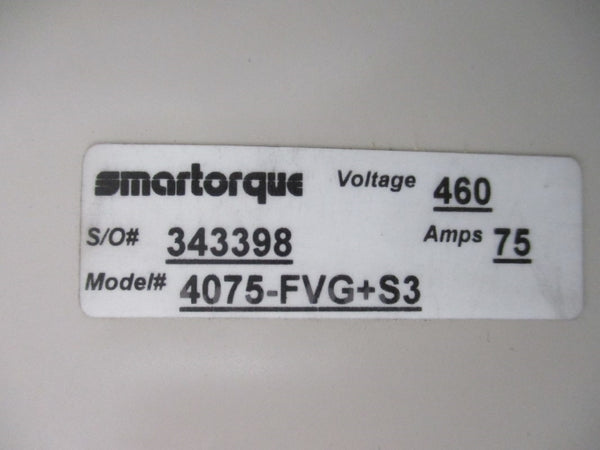 smartorque Voltage 460
S/O# 343398 Amps 75
Model# 4075-FVG+S3